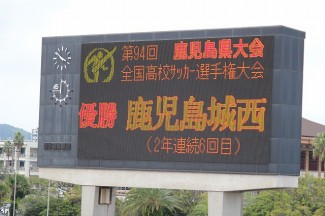 第94回 鹿児島県大会
全国高校サッカー選手権大会
優勝 鹿児島城西
(2年連続6回目)